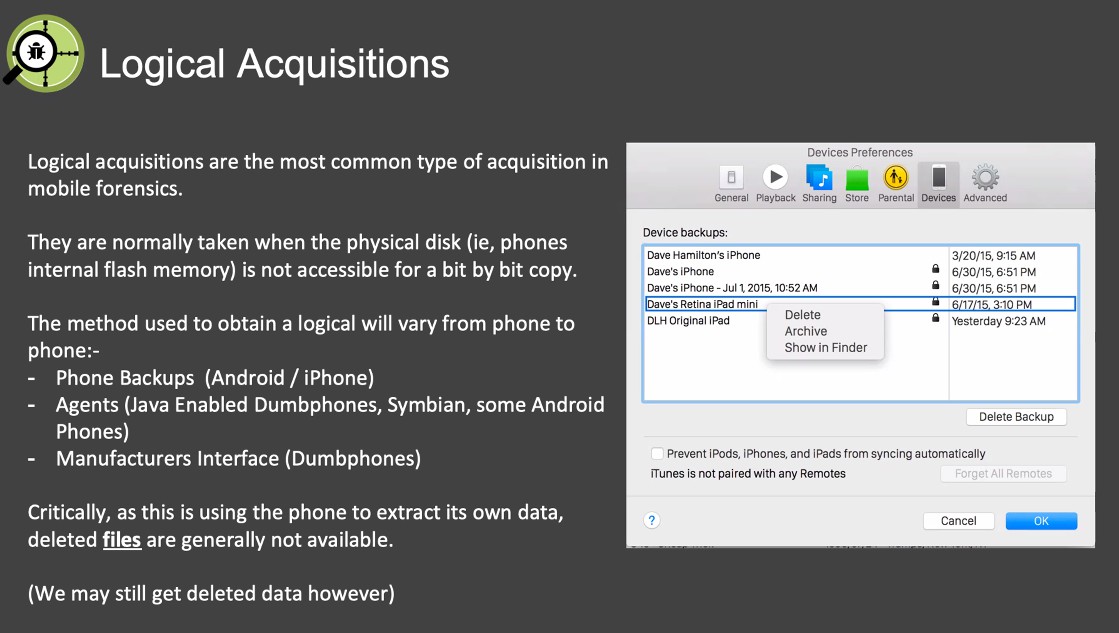 Logical Acquisitions
Logical acquisitions are the most common type of acquisition in
mobile forensics.
They are normally taken when the physical disk (ie, phones
internal flash memory) is not accessible for a bit by bit copy.
The method used to obtain a logical will vary from phone to
phone:-
- Phone Backups (Android / iPhone)
- Agents (Java Enabled Dumbphones, Symbian, some Android
Phones)
- Manufacturers Interface (Dumbphones)
Critically, as this is using the phone to extract its own data,
deleted files are generally not available.
(We may still get deleted data however)
Devices Preferences
General Playback Sharing Store Parental Devices Advanced
Device backups:
Dave Hamilton's iPhone 3/20/15, 9:15 AM
Dave's iPhone 6/30/15, 6:51 PM
Dave's iPhone - Jul 1, 2015, 10:52 AM 6/30/15, 6:51 PM
Dave's Retina iPad mini 6/17/15, 3:10 PM
DLH Original iPad Yesterday 9:23 AM
Delete
Archive
Show in Finder
Delete Backup
Prevent iPods, iPhones, and iPads from syncing automatically
iTunes is not paired with any Remotes Forget All Remotes
? Cancel OK